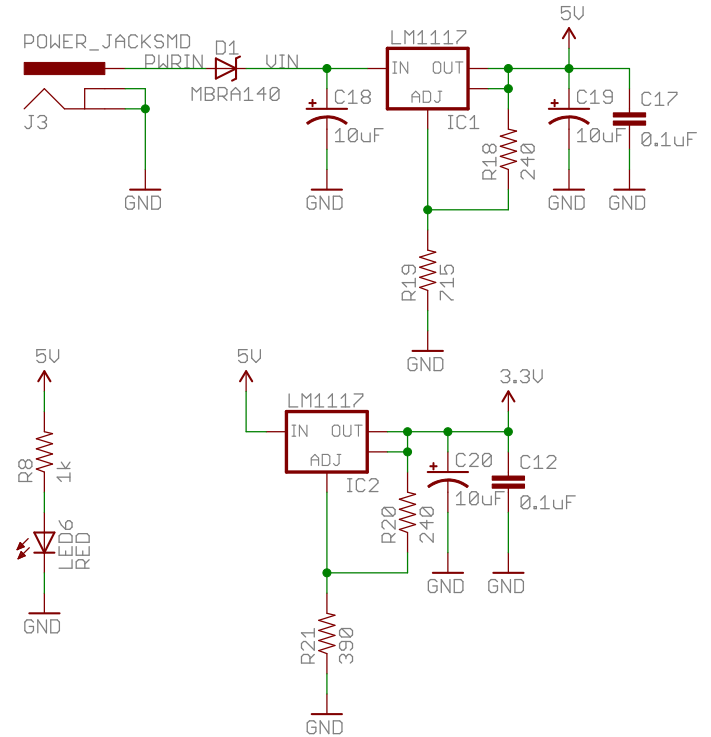 POWER_JACKSMD
PWRIN
D1
VIN
MBRA140
J3
GND
C18
10uF
GND
LM1117
IN OUT
ADJ
IC1
R18
240
R19
715
GND
5V
C19
10uF
GND
C17
0.1uF
GND
5V
R8
1k
LED6
RED
GND
5V
LM1117
IN OUT
ADJ
IC2
R20
240
R21
390
GND
3.3V
C20
10uF
GND
C12
0.1uF
GND